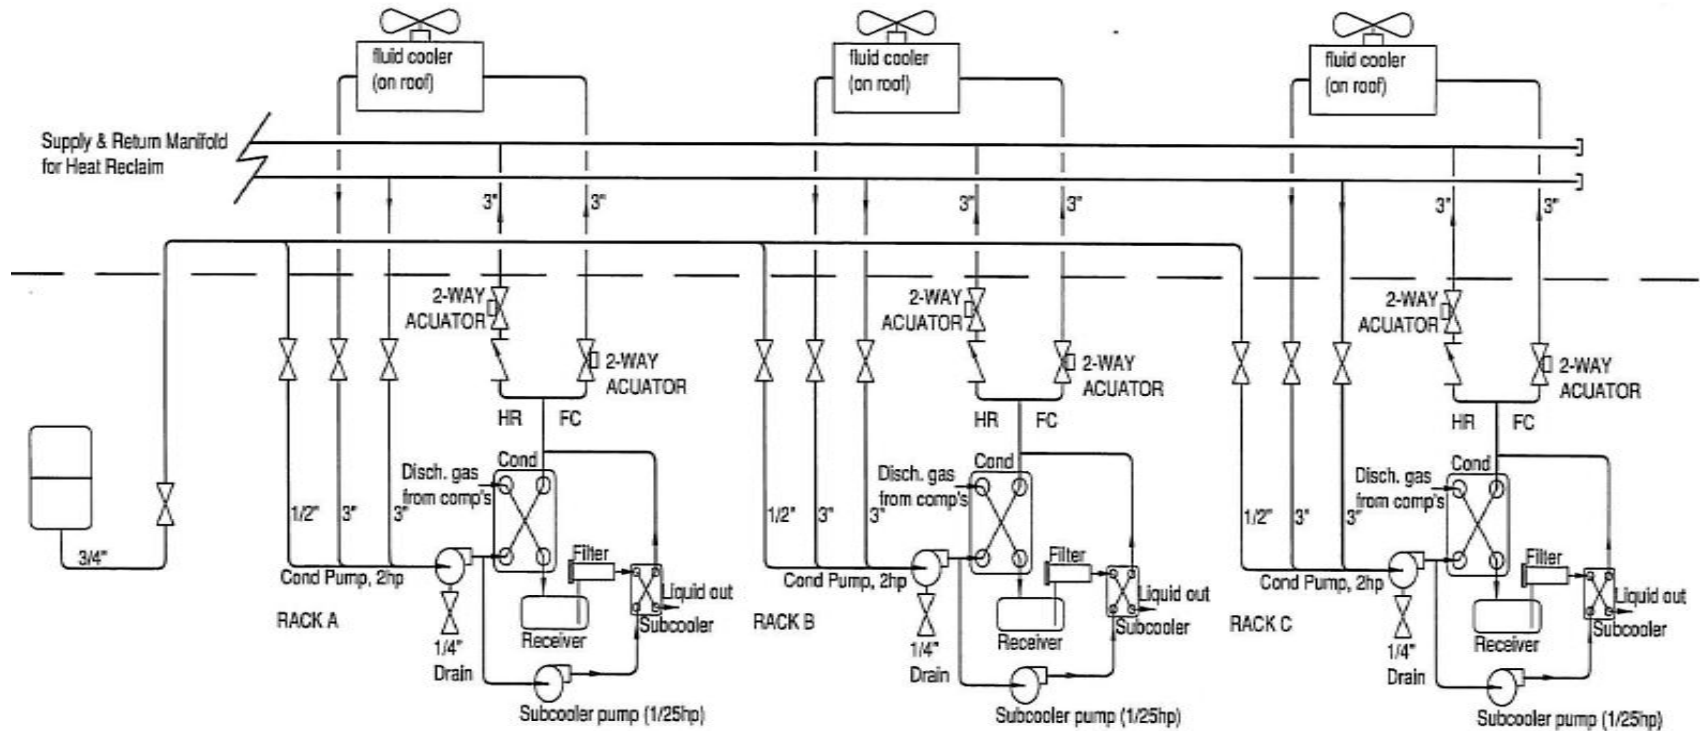 fluid cooler
(on roof)
fluid cooler
(on roof)
fluid cooler
(on roof)
Supply & Return Manifold
for Heat Reclaim
3"
3"
3"
3"
3"
3"
2-WAY
ACUATOR
2-WAY
ACUATOR
2-WAY
ACUATOR
2-WAY
ACUATOR
2-WAY
ACUATOR
2-WAY
ACUATOR
HR
FC
HR
FC
HR
FC
Cond
Disch. gas
from comp's
Cond
Disch. gas
from comp's
Cond
Disch. gas
from comp's
1/2"
3"
3"
1/2"
3"
3"
1/2"
3"
3"
3/4"
Cond Pump, 2hp
Filter
Liquid out
Subcooler
Cond Pump, 2hp
Filter
Liquid out
Subcooler
Cond Pump, 2hp
Filter
Liquid out
Subcooler
RACK A
Receiver
RACK B
Receiver
RACK C
Receiver
1/4"
Drain
1/4"
Drain
1/4"
Drain
Subcooler pump (1/25hp)
Subcooler pump (1/25hp)
Subcooler pump (1/25hp)